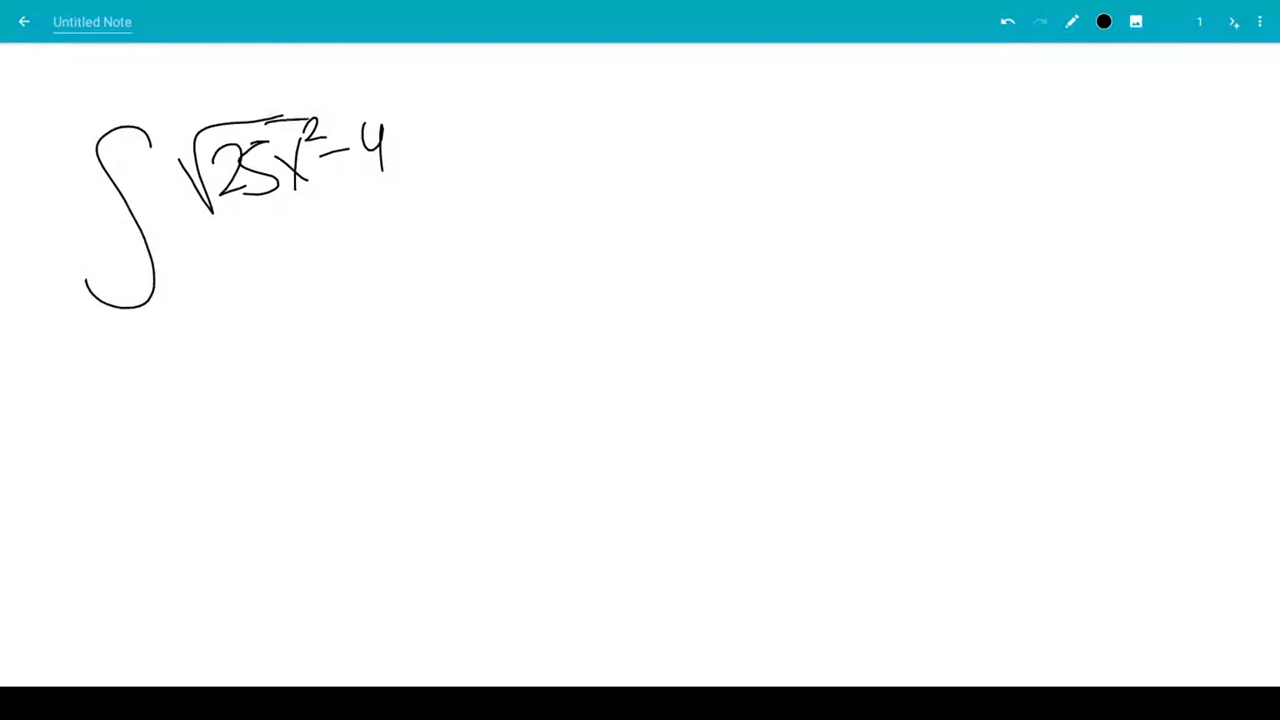 Untitled Note
1
∫ √25x² - 4